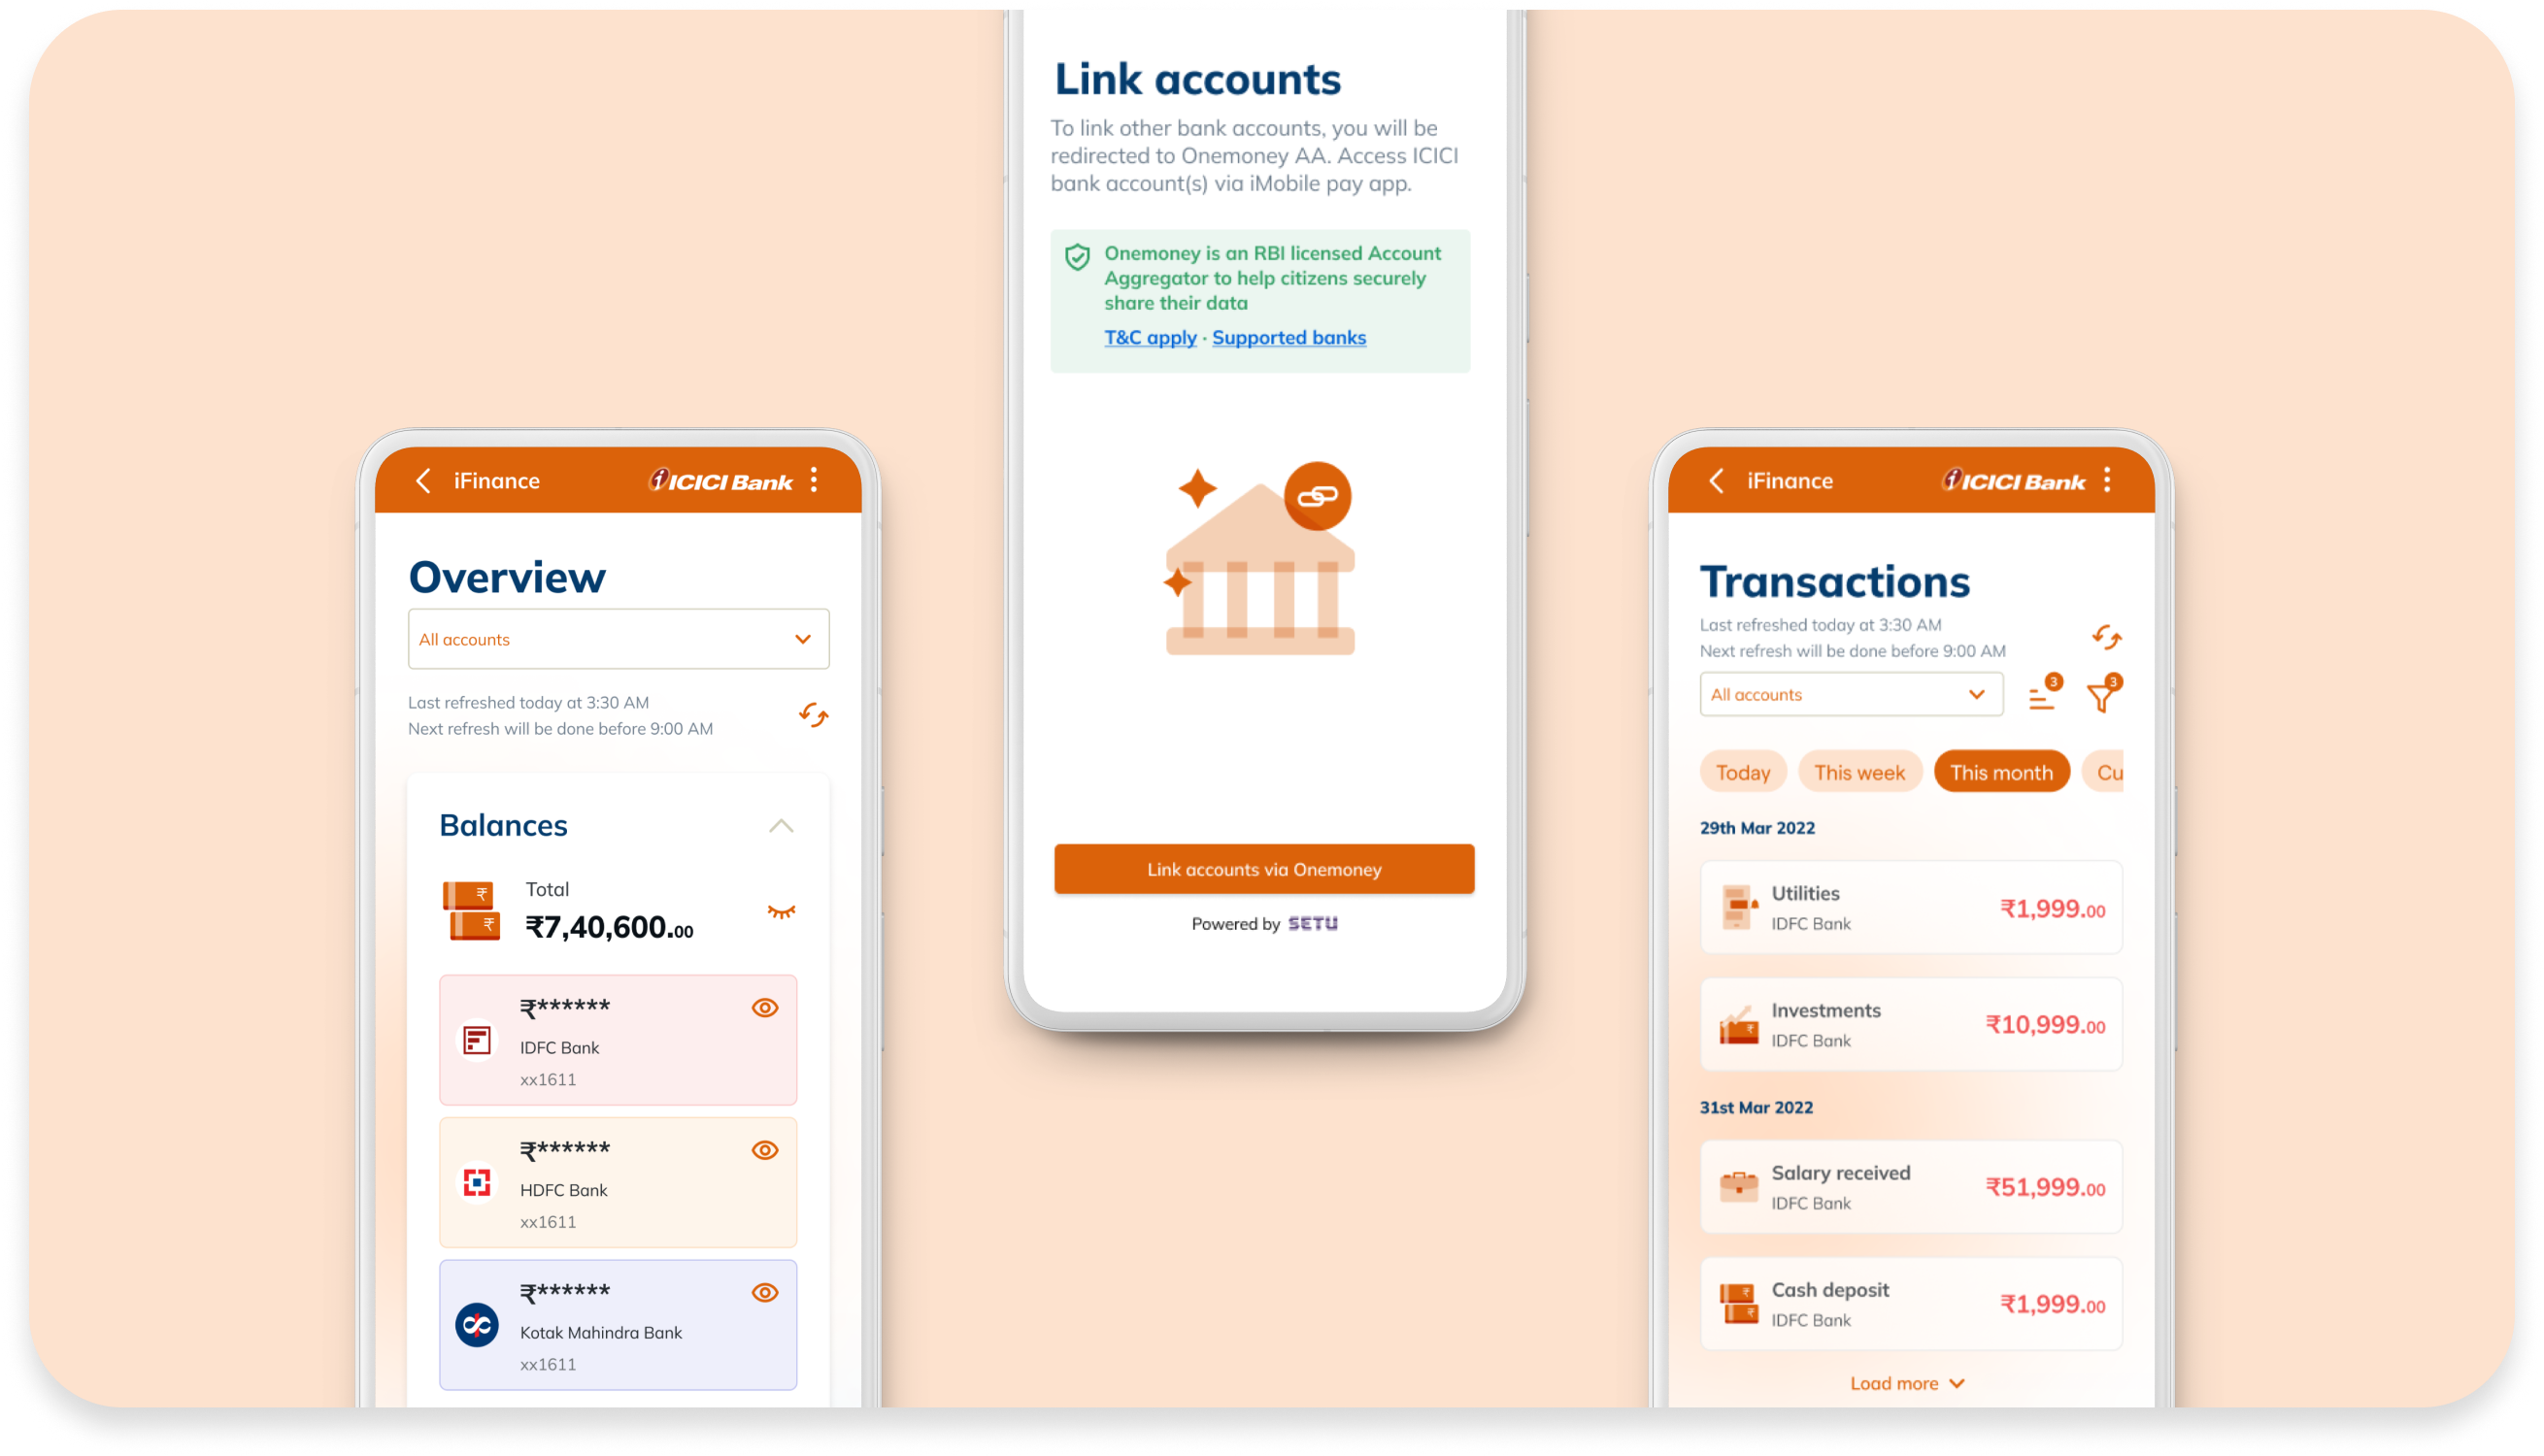 iFinance
ICICI Bank
Overview
All accounts
Last refreshed today at 3:30 AM
Next refresh will be done before 9:00 AM
Balances
Total
₹7,40,600.00
₹******
IDFC Bank
xx1611
₹******
HDFC Bank
xx1611
₹******
Kotak Mahindra Bank
xx1611
Link accounts
To link other bank accounts, you will be
redirected to Onemoney AA. Access ICICI
bank account(s) via iMobile pay app.
Onemoney is an RBI licensed Account
Aggregator to help citizens securely
share their data
T&C apply · Supported banks
Link accounts via Onemoney
Powered by SETU
iFinance
ICICI Bank
Transactions
Last refreshed today at 3:30 AM
Next refresh will be done before 9:00 AM
All accounts
3
3
Today
This week
This month
Cu
29th Mar 2022
Utilities
IDFC Bank
₹1,999.00
Investments
IDFC Bank
₹10,999.00
31st Mar 2022
Salary received
IDFC Bank
₹51,999.00
Cash deposit
IDFC Bank
₹1,999.00
Load more